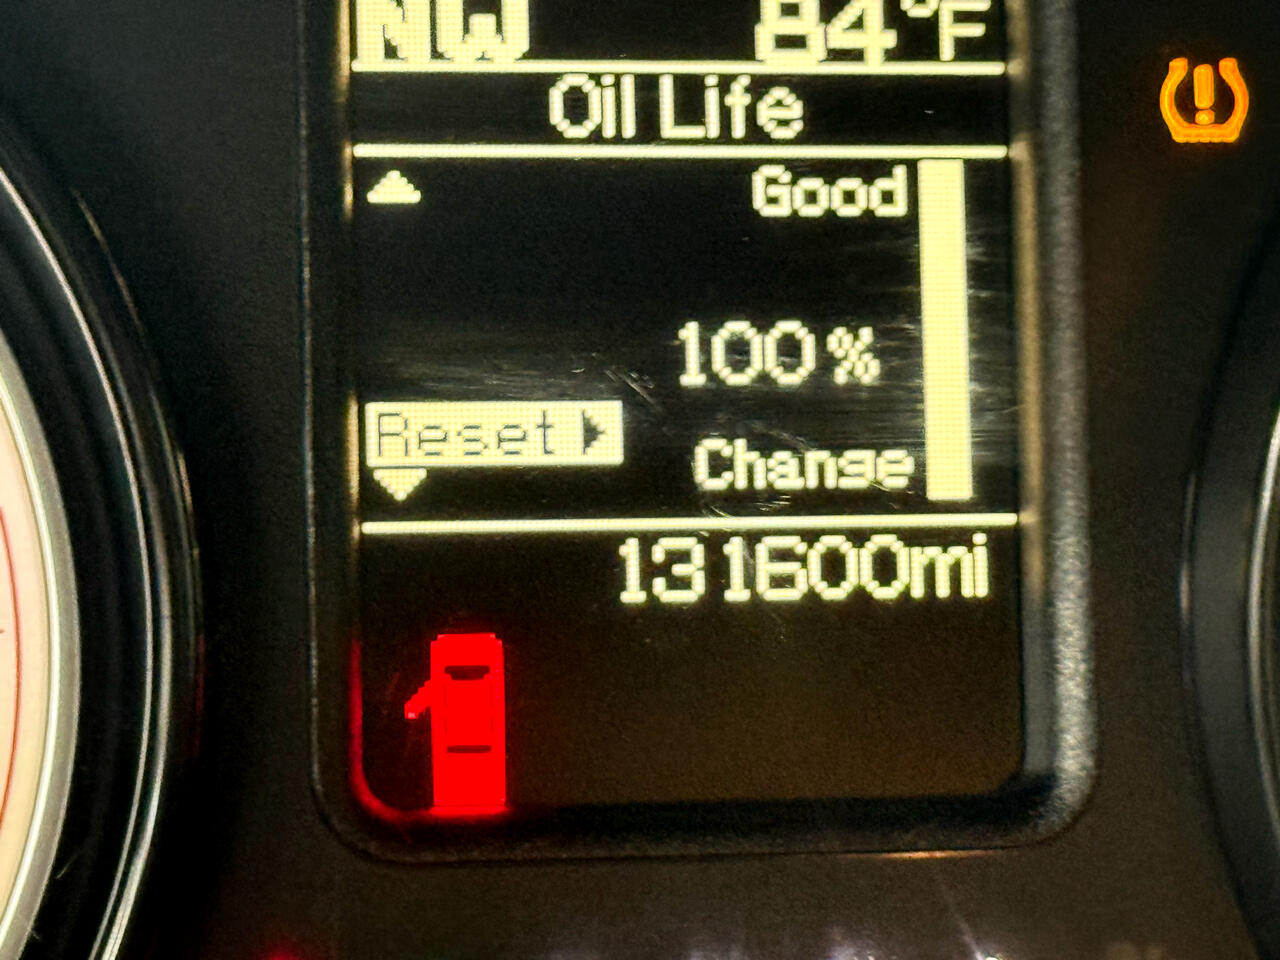 NW 84°F
Oil Life
Good
100%
Reset
Change
131600mi